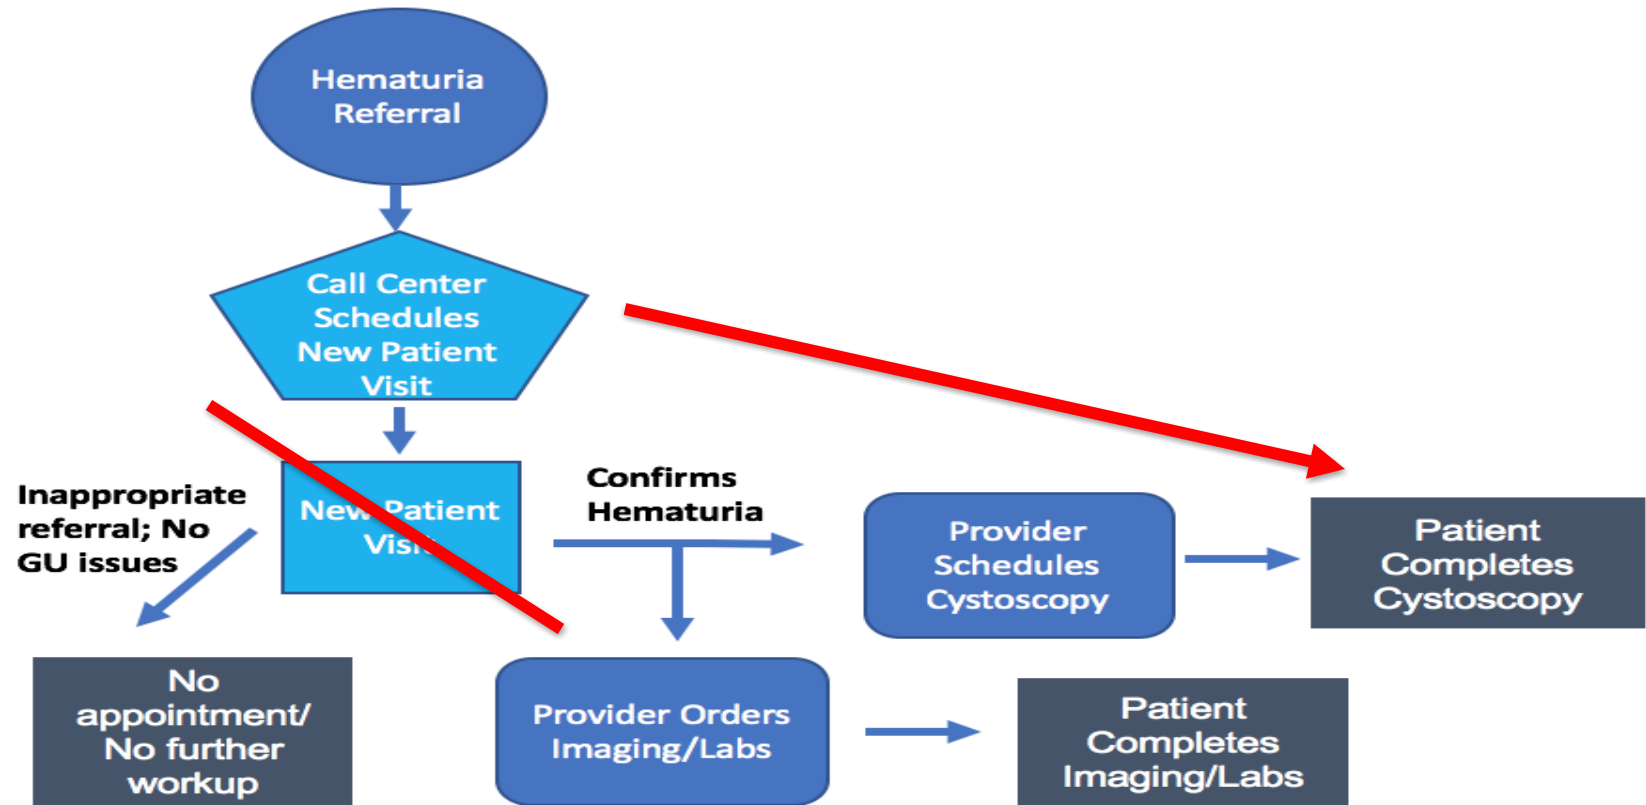 Hematuria
Referral
Call Center
Schedules
New Patient
Visit
Inappropriate
referral; No
GU issues
New Patient
Visit
Confirms
Hematuria
Provider
Schedules
Cystoscopy
Patient
Completes
Cystoscopy
No
appointment/
No further
workup
Provider Orders
Imaging/Labs
Patient
Completes
Imaging/Labs